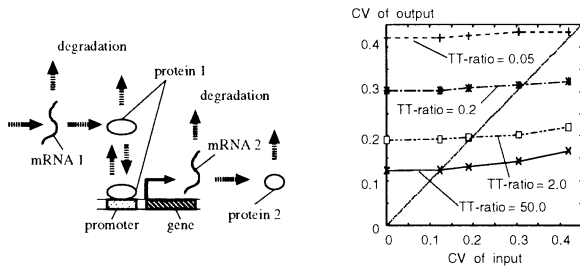 degradation
protein 1
degradation
mRNA 1
mRNA 2
promoter
gene
protein 2
CV of output
0.4
0.3
0.2
0.1
0
TT-ratio = 0.05
TT-ratio = 0.2
TT-ratio = 2.0
TT-ratio = 50.0
0 0.1 0.2 0.3 0.4
CV of input